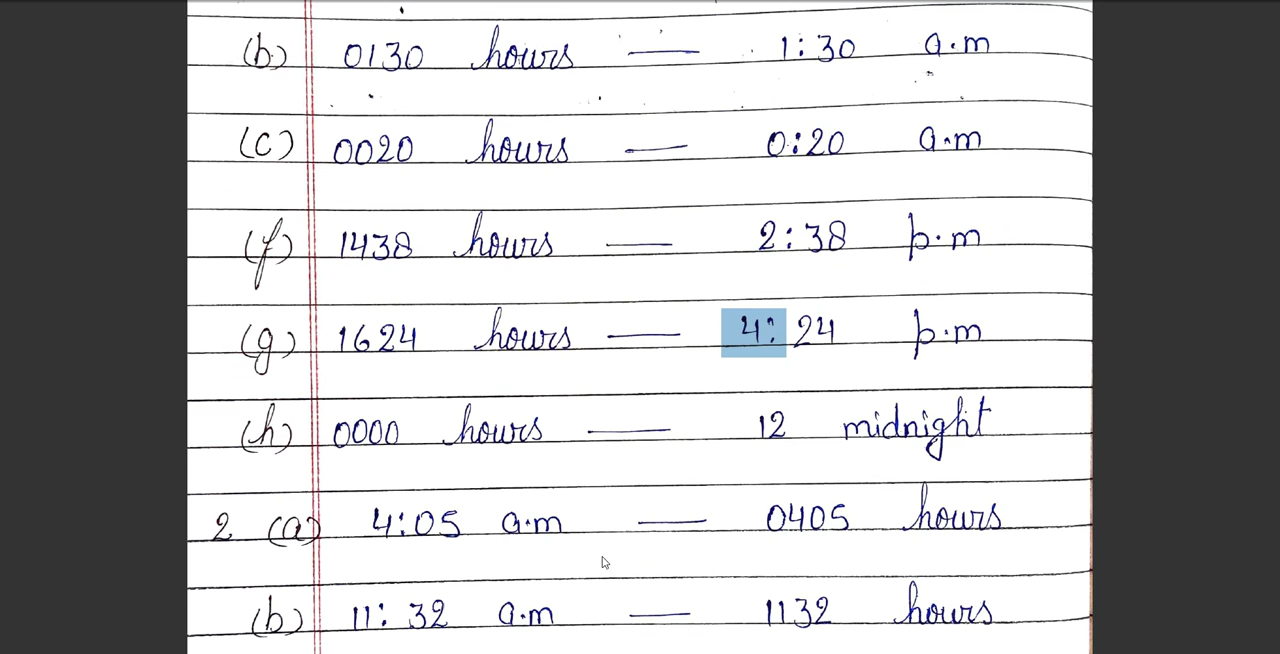 (b) 0130 hours — 1:30 a.m
(c) 0020 hours — 0:20 a.m
(f) 1438 hours — 2:38 p.m
(g) 1624 hours — 4:24 p.m
(h) 0000 hours — 12 midnight
2 (a) 4:05 a.m — 0405 hours
(b) 11:32 a.m — 1132 hours